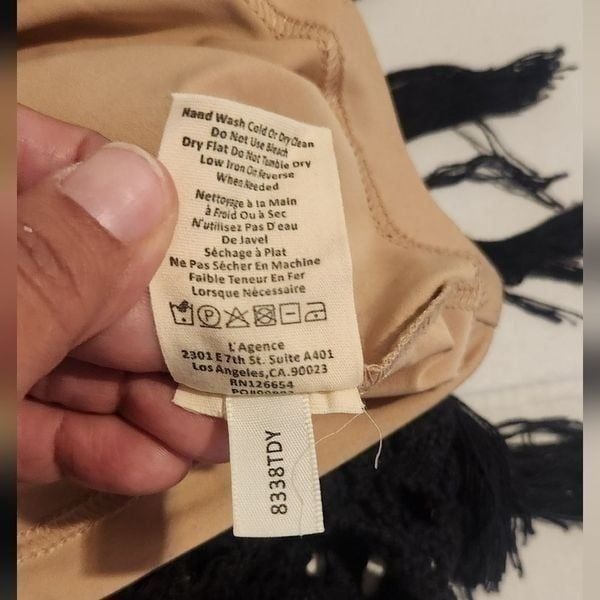 Hand Wash Cold Or Dry Clean
Do Not Use Bleach
Dry Flat Do Not Tumble Dry
Low Iron On Reverse
When Needed
Nettoyage à la Main
à Froid Ou à Sec
N'utilisez Pas D'eau
De Javel
Séchage à Plat
Ne Pas Sécher En Machine
Faible Teneur En Fer
Lorsque Nécessaire
L'Agence
2301 E 7th St. Suite A401
Los Angeles,CA.90023
RN126654
8338TDY